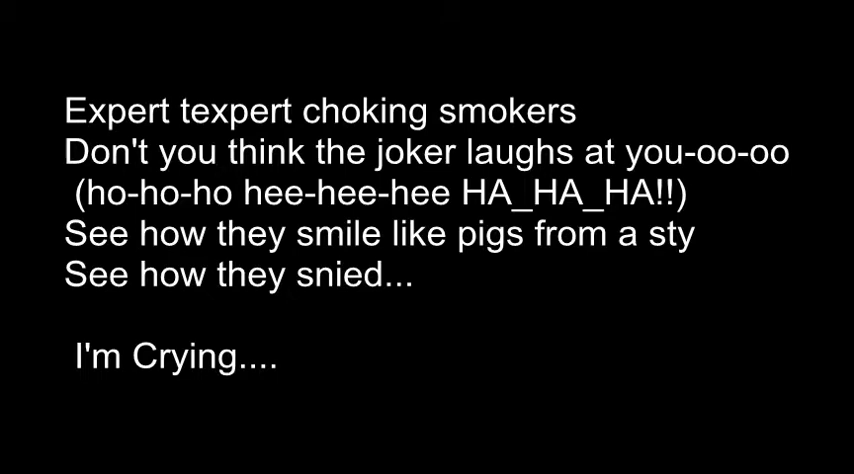 Expert texpert choking smokers
Don't you think the joker laughs at you-oo-oo
(ho-ho-ho hee-hee-hee HA_HA_HA!!)
See how they smile like pigs from a sty
See how they snied...
I'm Crying....